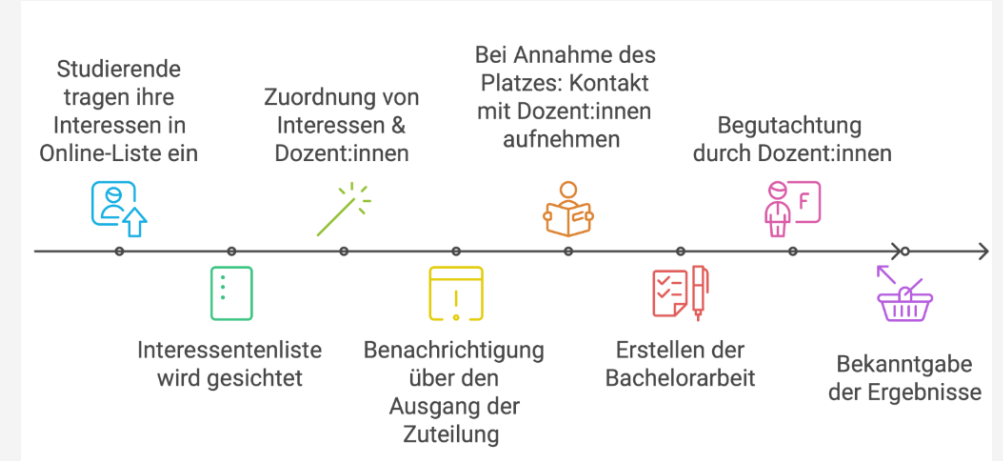 Studierende
tragen ihre
Interessen in
Online-Liste ein
Interessentenliste
wird gesichtet
Zuordnung von
Interessen &
Dozent:innen
Benachrichtigung
über den
Ausgang der
Zuteilung
Bei Annahme des
Platzes: Kontakt
mit Dozent:innen
aufnehmen
Erstellen der
Bachelorarbeit
Begutachtung
durch Dozent:innen
F
Bekanntgabe
der Ergebnisse